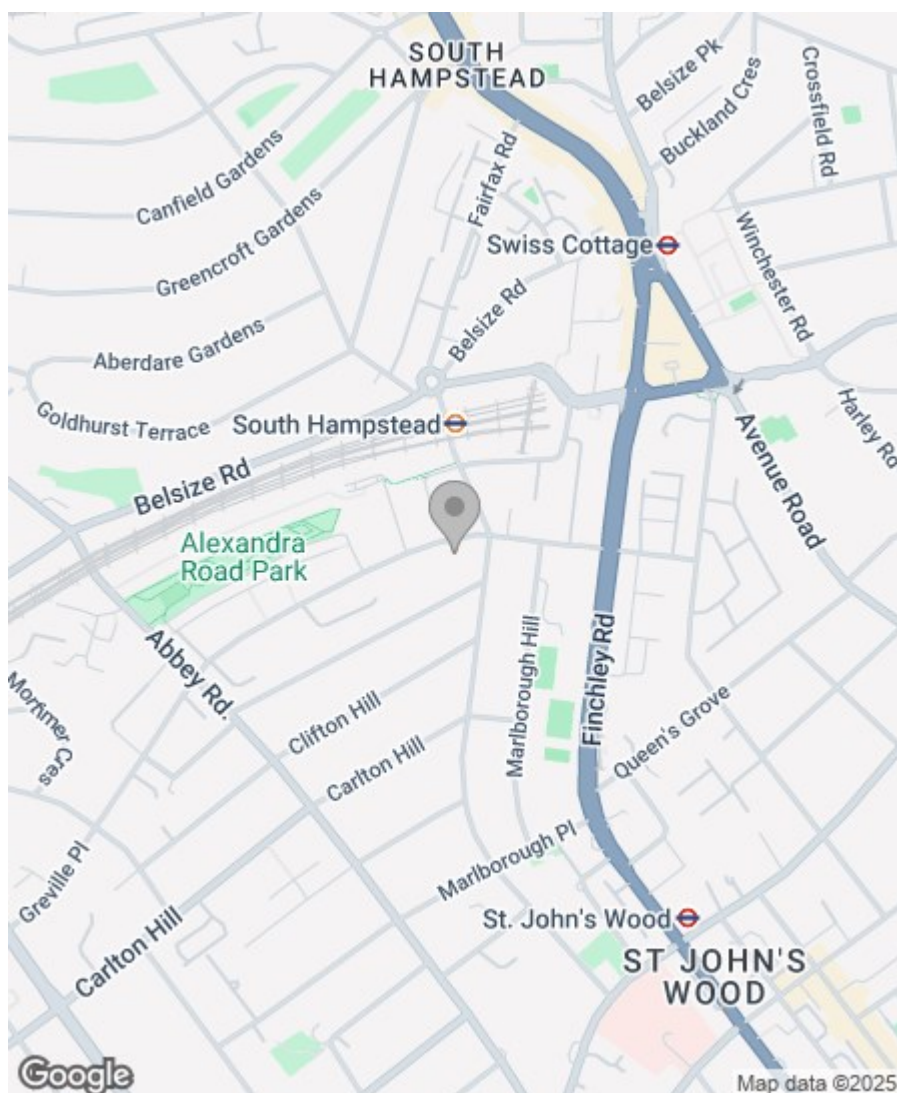 SOUTH
HAMPSTEAD
Belsize Pk
Buckland Cres
Crossfield Rd
Canfield Gardens
Fairfax Rd
Greencroft Gardens
Swiss Cottage
Winchester Rd
Belsize Rd
Aberdare Gardens
Goldhurst Terrace
South Hampstead
Harley Rd
Avenue Road
Belsize Rd
Alexandra
Road Park
Abbey Rd.
Marlborough Hill
Finchley Rd
Mortimer Cres
Clifton Hill
Queen's Grove
Carlton Hill
Marlborough Pl
Greville Pl
Carlton Hill
St. John's Wood
ST JOHN'S
WOOD
Google
Map data ©2025